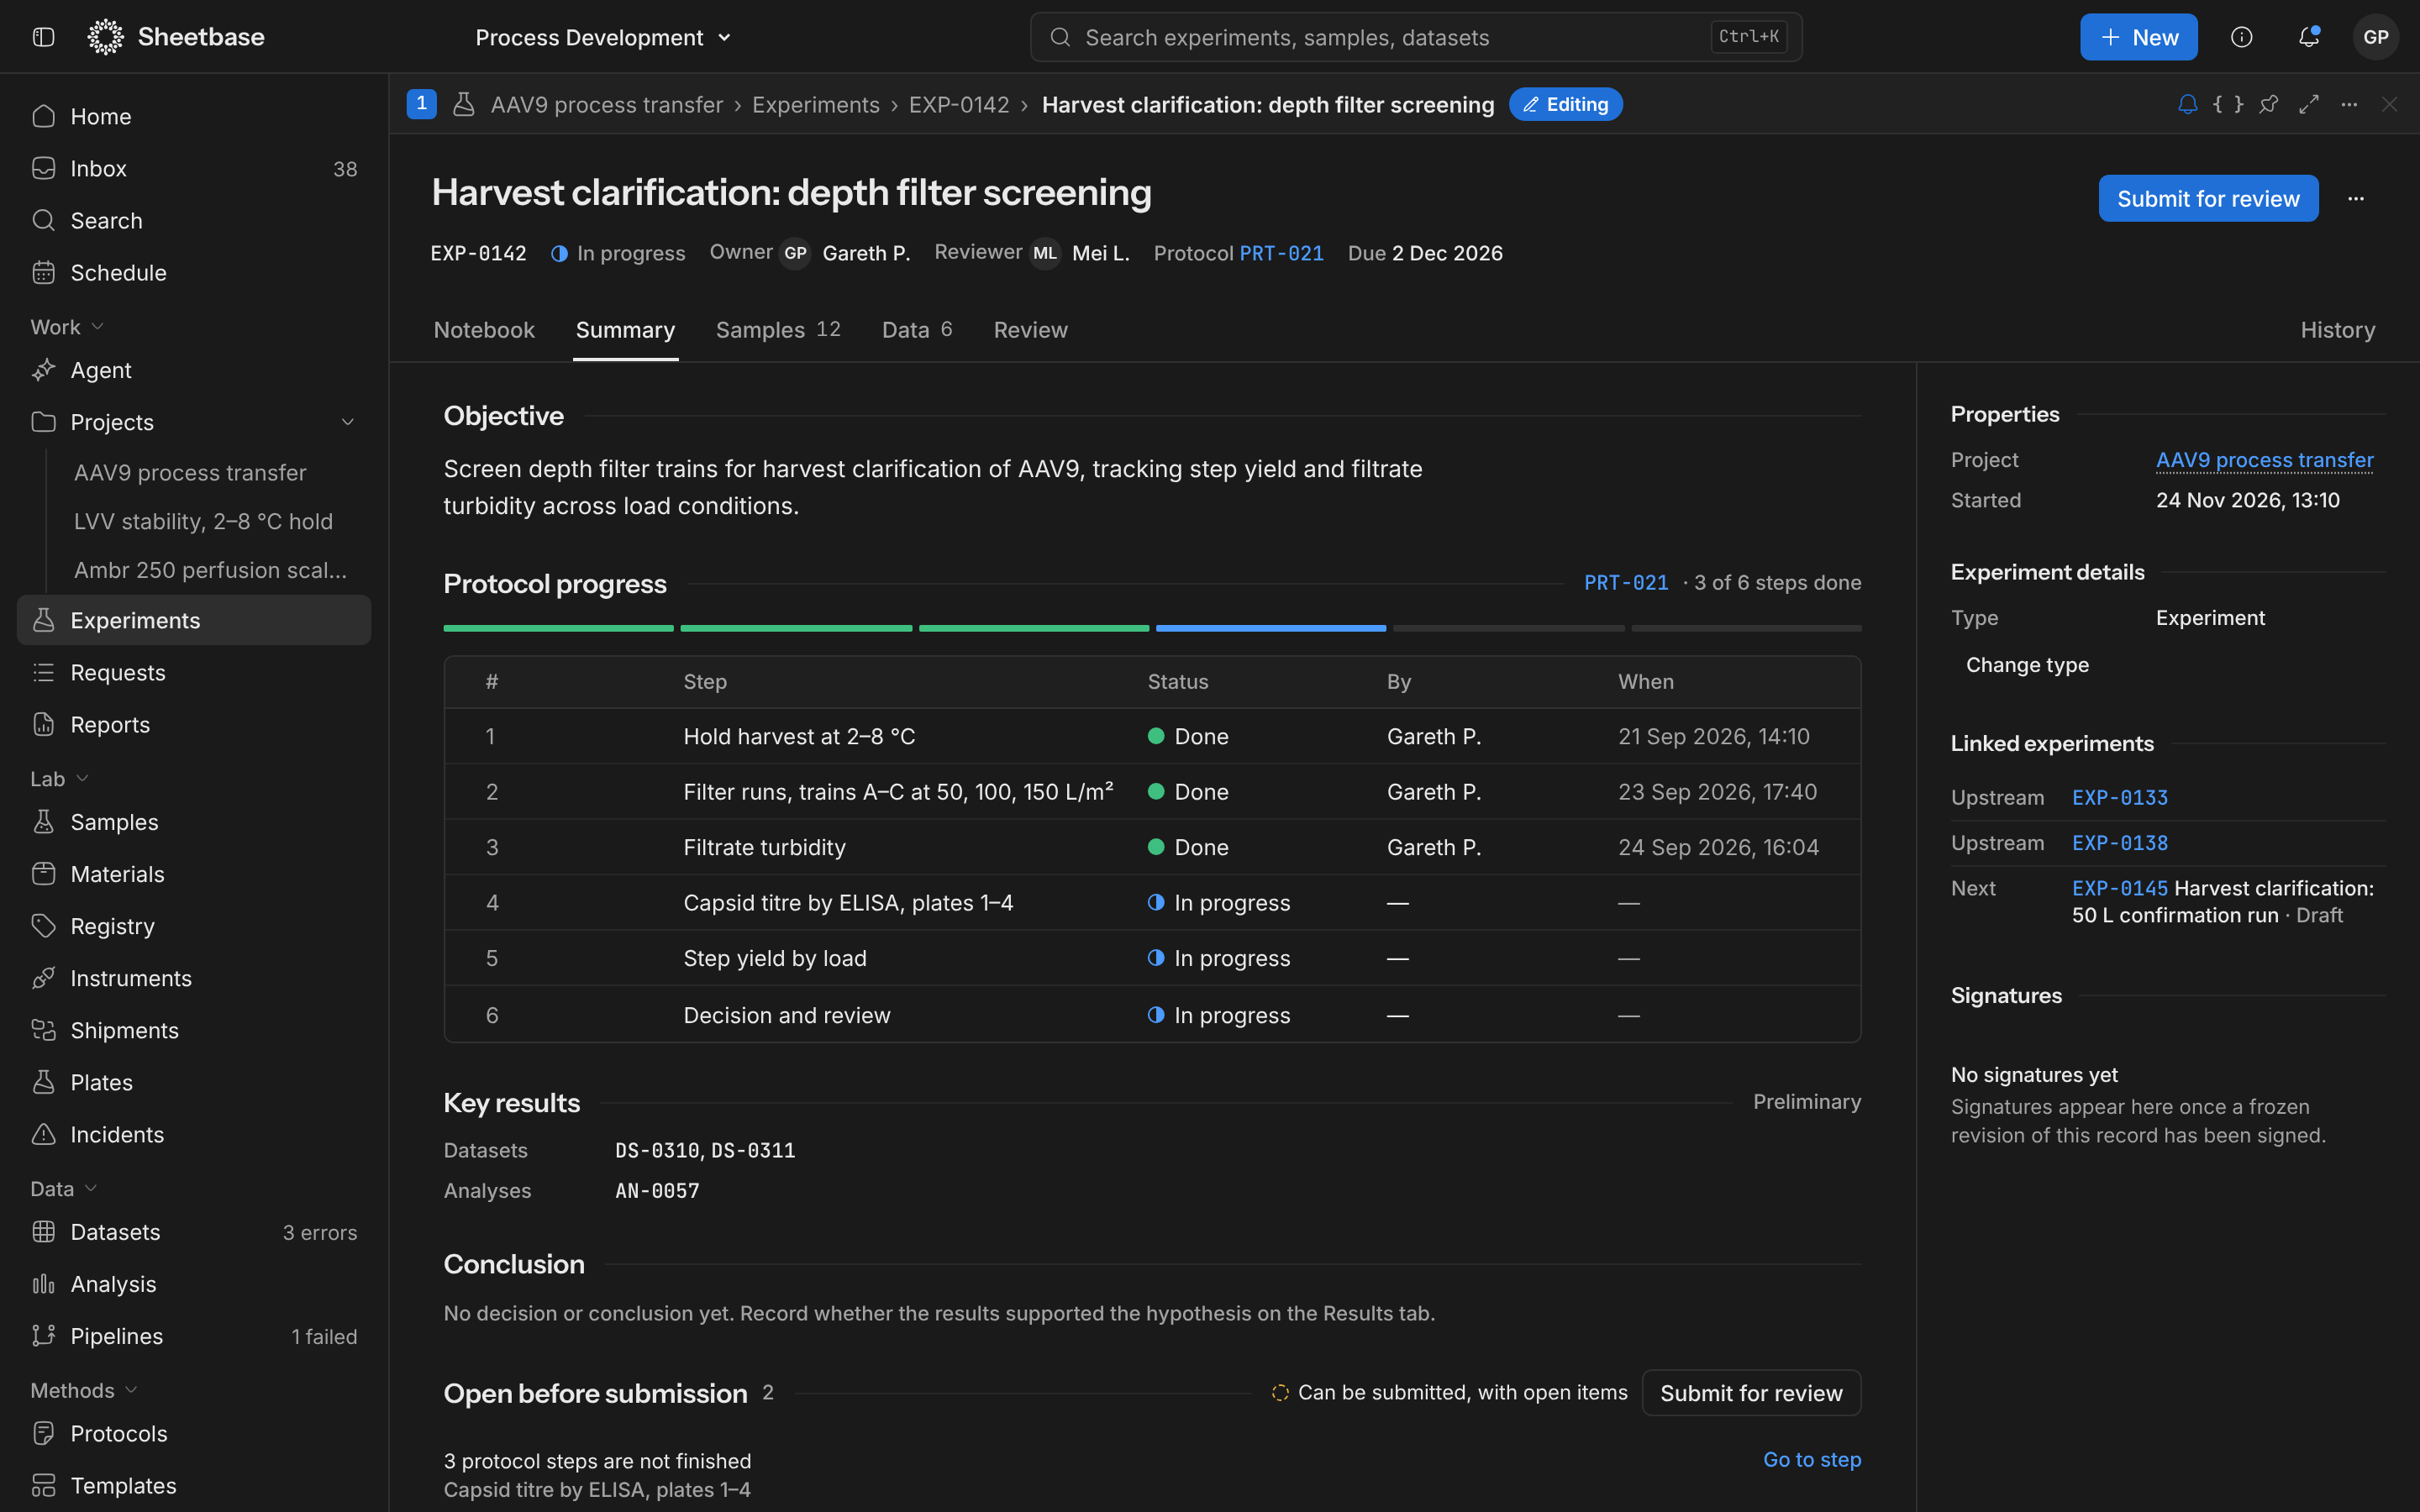 Sheetbase
Process Development
Search experiments, samples, datasets
Ctrl+K
New
GP
Home
Inbox 38
Search
Schedule
Work
Agent
Projects
AAV9 process transfer
LVV stability, 2–8 °C hold
Ambr 250 perfusion scal...
Experiments
Requests
Reports
Lab
Samples
Materials
Registry
Instruments
Shipments
Plates
Incidents
Data
Datasets 3 errors
Analysis
Pipelines 1 failed
Methods
Protocols
Templates
1 AAV9 process transfer › Experiments › EXP-0142 › Harvest clarification: depth filter screening Editing
Harvest clarification: depth filter screening
Submit for review
EXP-0142 In progress Owner GP Gareth P. Reviewer ML Mei L. Protocol PRT-021 Due 2 Dec 2026
Notebook Summary Samples 12 Data 6 Review History
Objective
Screen depth filter trains for harvest clarification of AAV9, tracking step yield and filtrate
turbidity across load conditions.
Protocol progress PRT-021 · 3 of 6 steps done
# Step Status By When
1 Hold harvest at 2–8 °C Done Gareth P. 21 Sep 2026, 14:10
2 Filter runs, trains A–C at 50, 100, 150 L/m² Done Gareth P. 23 Sep 2026, 17:40
3 Filtrate turbidity Done Gareth P. 24 Sep 2026, 16:04
4 Capsid titre by ELISA, plates 1–4 In progress — —
5 Step yield by load In progress — —
6 Decision and review In progress — —
Key results Preliminary
Datasets DS-0310, DS-0311
Analyses AN-0057
Conclusion
No decision or conclusion yet. Record whether the results supported the hypothesis on the Results tab.
Open before submission 2 Can be submitted, with open items Submit for review
3 protocol steps are not finished Go to step
Capsid titre by ELISA, plates 1–4
Properties
Project AAV9 process transfer
Started 24 Nov 2026, 13:10
Experiment details
Type Experiment
Change type
Linked experiments
Upstream EXP-0133
Upstream EXP-0138
Next EXP-0145 Harvest clarification:
50 L confirmation run · Draft
Signatures
No signatures yet
Signatures appear here once a frozen
revision of this record has been signed.